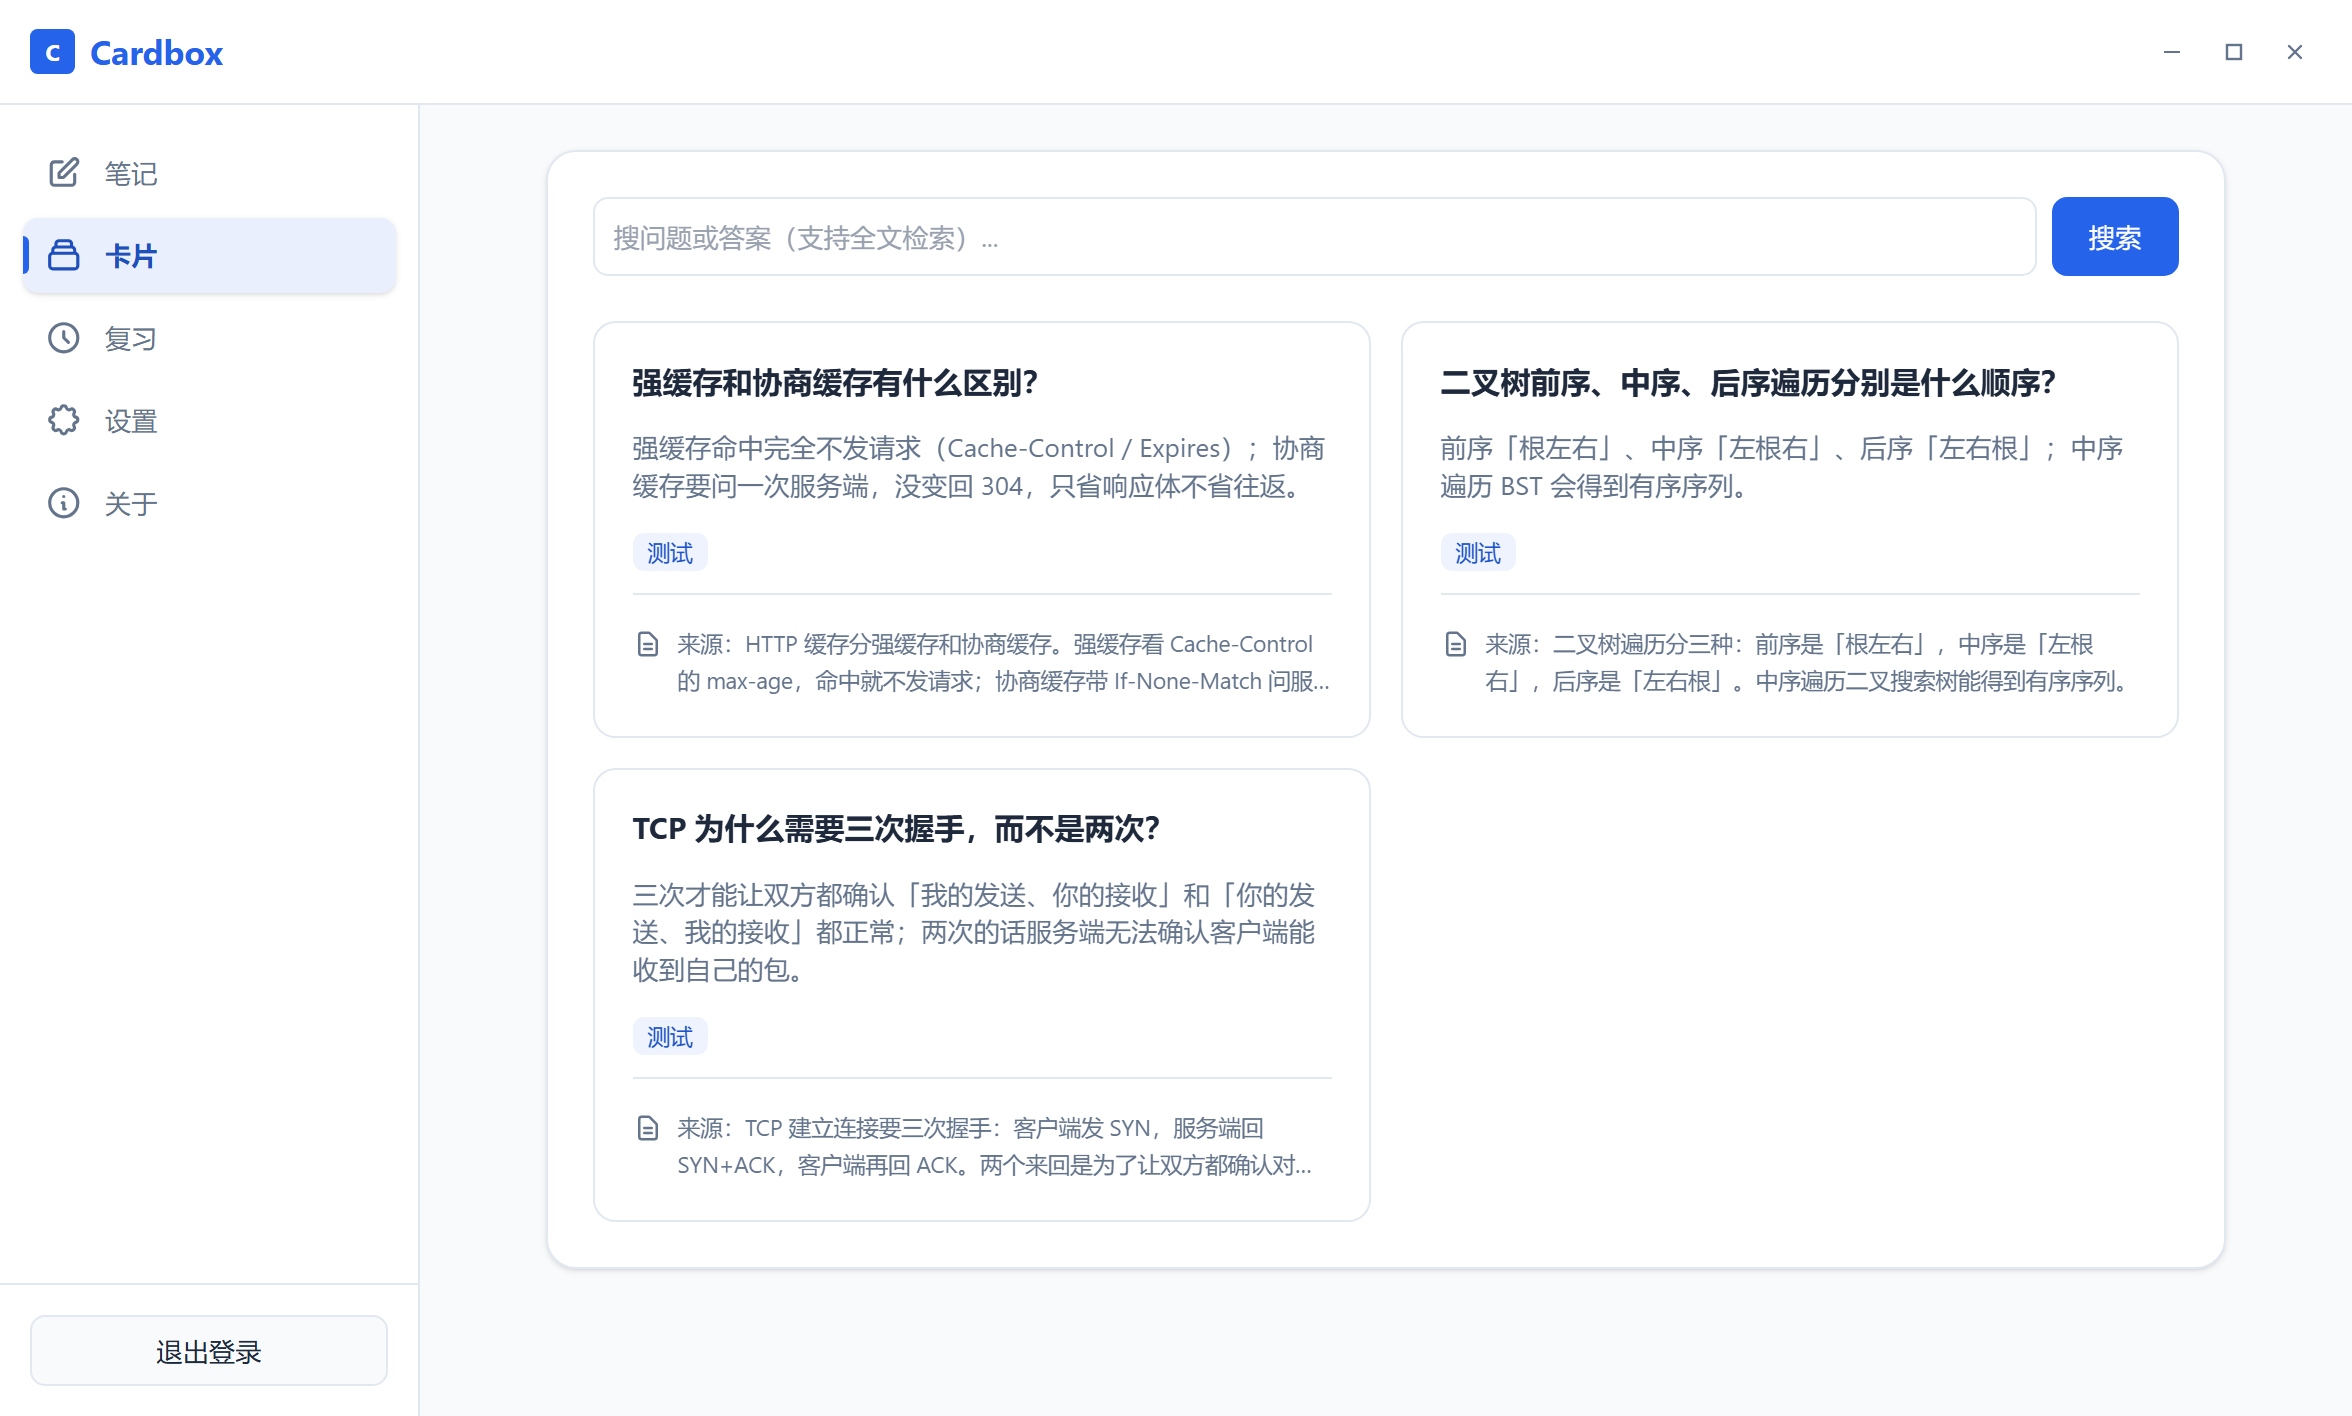 C Cardbox
笔记
卡片
复习
设置
关于
退出登录
搜问题或答案（支持全文检索）...
搜索
强缓存和协商缓存有什么区别？
强缓存命中完全不发请求（Cache-Control / Expires）；协商
缓存要问一次服务端，没变回 304，只省响应体不省往返。
测试
来源：HTTP 缓存分强缓存和协商缓存。强缓存看 Cache-Control
的 max-age，命中就不发请求；协商缓存带 If-None-Match 问服...
二叉树前序、中序、后序遍历分别是什么顺序？
前序「根左右」、中序「左根右」、后序「左右根」；中序
遍历 BST 会得到有序序列。
测试
来源：二叉树遍历分三种：前序是「根左右」，中序是「左根
右」，后序是「左右根」。中序遍历二叉搜索树能得到有序序列。
TCP 为什么需要三次握手，而不是两次？
三次才能让双方都确认「我的发送、你的接收」和「你的发
送、我的接收」都正常；两次的话服务端无法确认客户端能
收到自己的包。
测试
来源：TCP 建立连接要三次握手：客户端发 SYN，服务端回
SYN+ACK，客户端再回 ACK。两个来回是为了让双方都确认对...